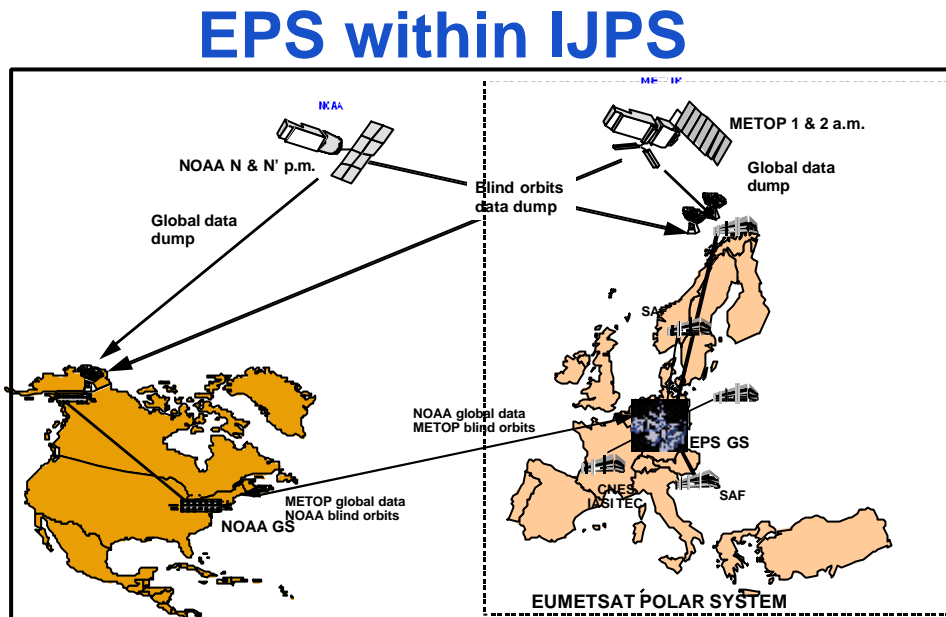 EPS within IJPS
NOAA
METOP 1 & 2 a.m.
NOAA N & N' p.m.
Global data
dump
Blind orbits
data dump
Global data
dump
SAF
NOAA global data
METOP blind orbits
EPS GS
CNES
IASI TEC
SAF
METOP global data
NOAA blind orbits
NOAA GS
EUMETSAT POLAR SYSTEM